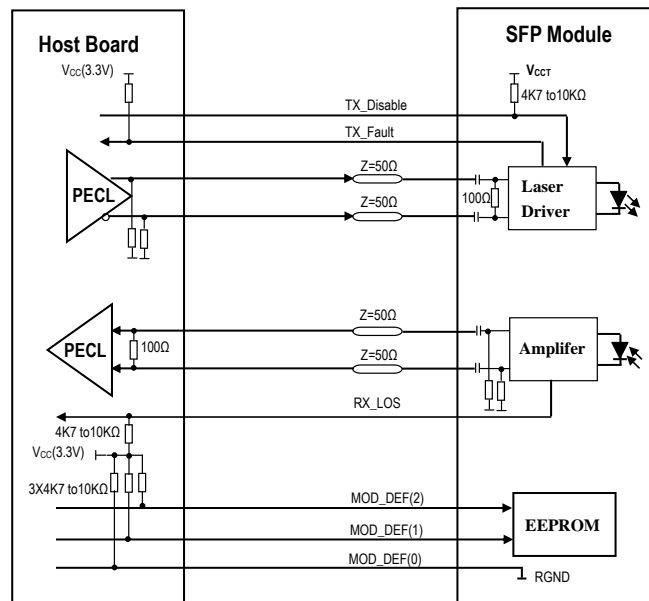 Host Board
SFP Module
VCC(3.3V)
VCCT
4K7 to10KΩ
TX_Disable
TX_Fault
PECL
Z=50Ω
Z=50Ω
100Ω
Laser
Driver
PECL
100Ω
Z=50Ω
Z=50Ω
Amplifer
RX_LOS
4K7 to10KΩ
VCC(3.3V)
3X4K7 to10KΩ
MOD_DEF(2)
MOD_DEF(1)
MOD_DEF(0)
EEPROM
RGND